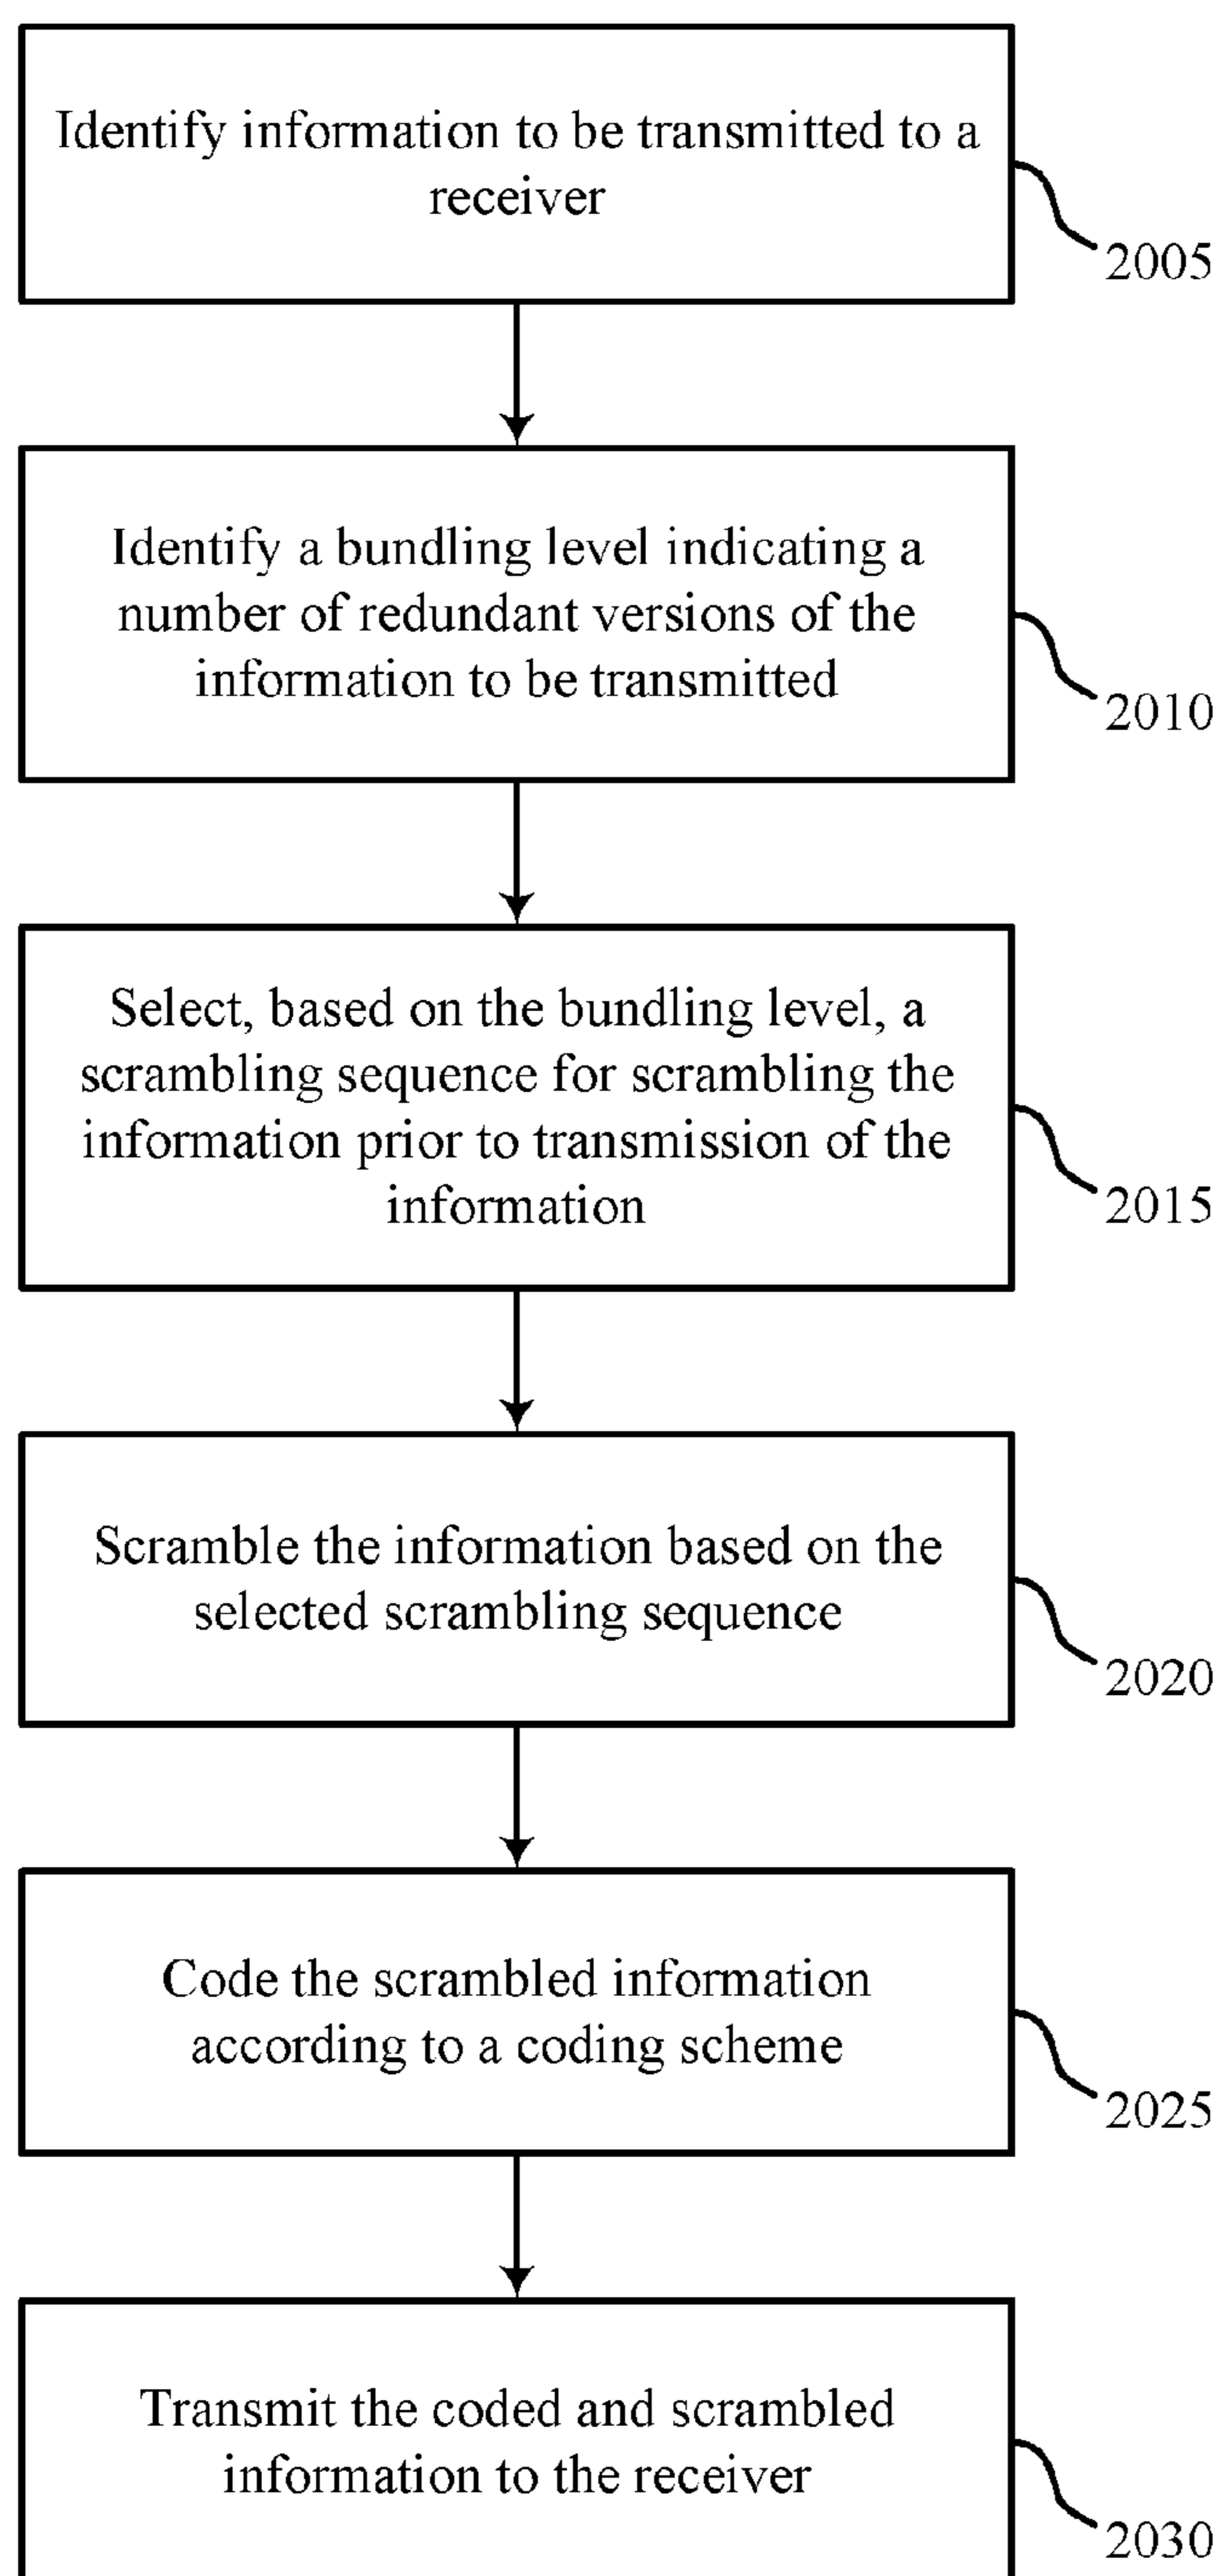 Identify information to be transmitted to a
receiver
2005
Identify a bundling level indicating a
number of redundant versions of the
information to be transmitted
2010
Select, based on the bundling level, a
scrambling sequence for scrambling the
information prior to transmission of the
information
2015
Scramble the information based on the
selected scrambling sequence
2020
Code the scrambled information
according to a coding scheme
2025
Transmit the coded and scrambled
information to the receiver
2030